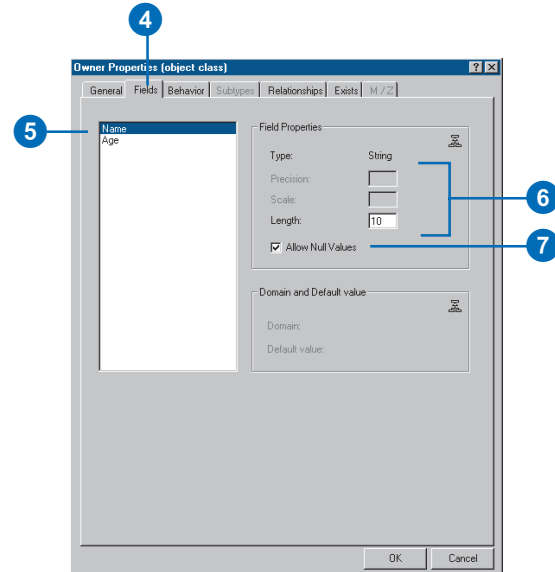 4
Owner Properties (object class)
? X
General Fields Behavior Subtypes Relationships Exists M / Z
5
Name
Age
Field Properties
Type: String
Precision:
Scale:
Length: 10
6
Allow Null Values
7
Domain and Default value
Domain:
Default value:
OK Cancel